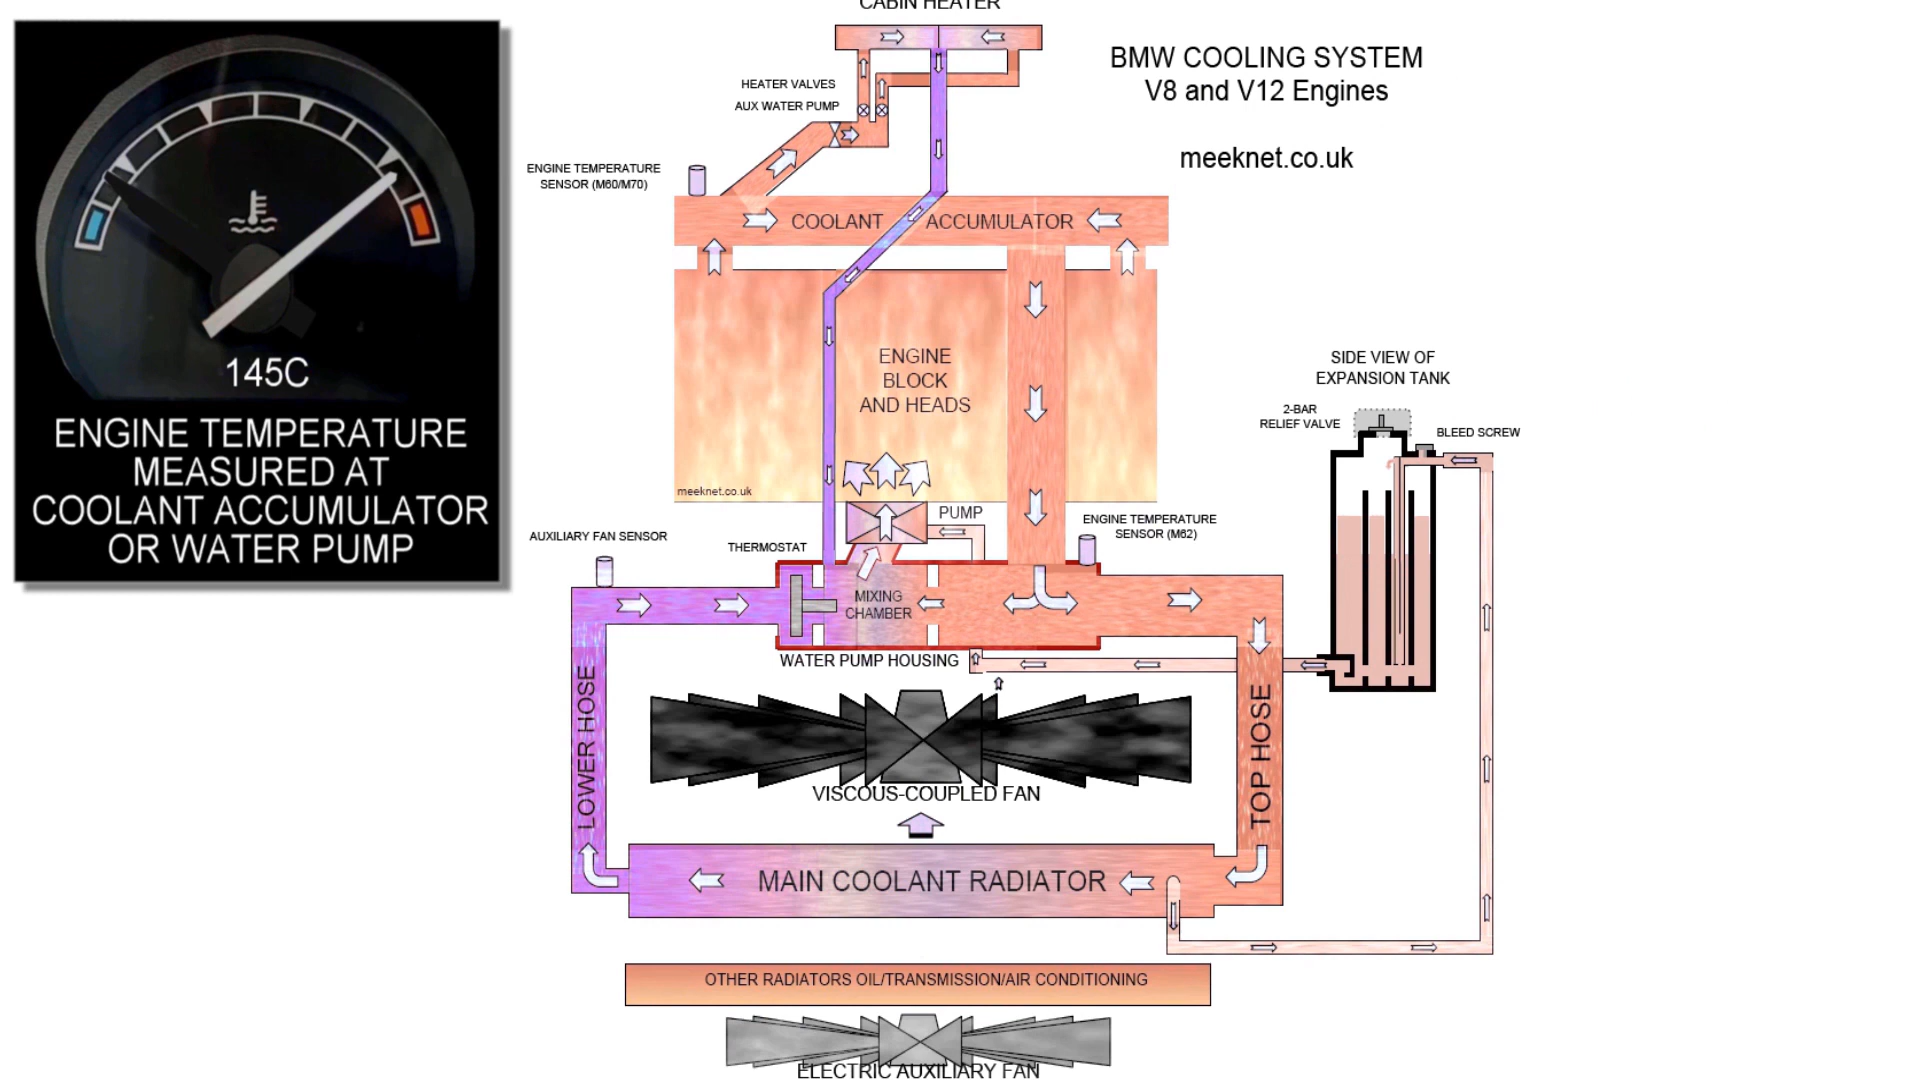 CABIN HEATER
BMW COOLING SYSTEM
V8 and V12 Engines
meeknet.co.uk
HEATER VALVES
AUX WATER PUMP
ENGINE TEMPERATURE
SENSOR (M60/M70)
COOLANT ACCUMULATOR
145C
ENGINE TEMPERATURE
MEASURED AT
COOLANT ACCUMULATOR
OR WATER PUMP
ENGINE
BLOCK
AND HEADS
meeknet.co.uk
SIDE VIEW OF
EXPANSION TANK
2-BAR
RELIEF VALVE
BLEED SCREW
PUMP
ENGINE TEMPERATURE
SENSOR (M62)
AUXILIARY FAN SENSOR
THERMOSTAT
MIXING
CHAMBER
WATER PUMP HOUSING
LOWER HOSE
TOP HOSE
VISCOUS-COUPLED FAN
MAIN COOLANT RADIATOR
OTHER RADIATORS OIL/TRANSMISSION/AIR CONDITIONING
ELECTRIC AUXILIARY FAN